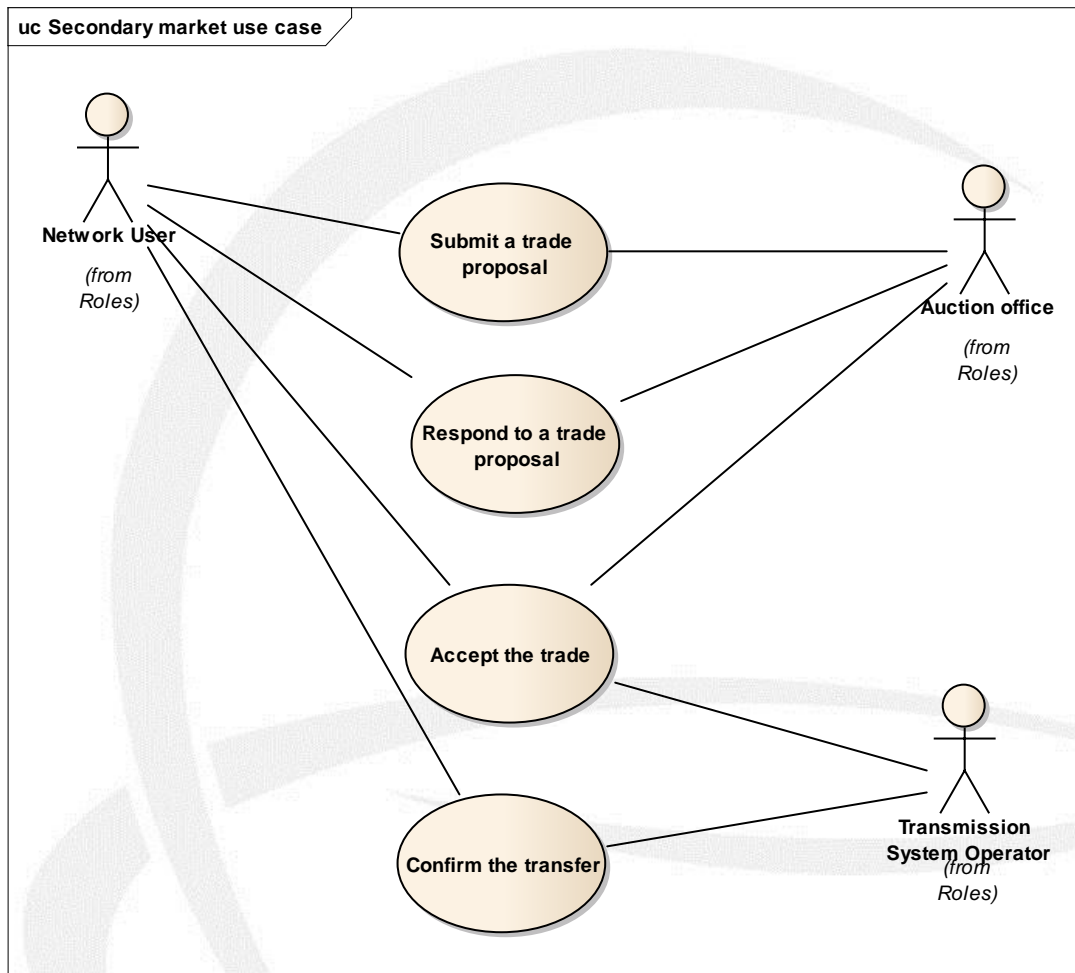 uc Secondary market use case
Network User
(from
Roles)
Submit a trade
proposal
Auction office
(from
Roles)
Respond to a trade
proposal
Accept the trade
Transmission
System Operator
(from
Roles)
Confirm the transfer